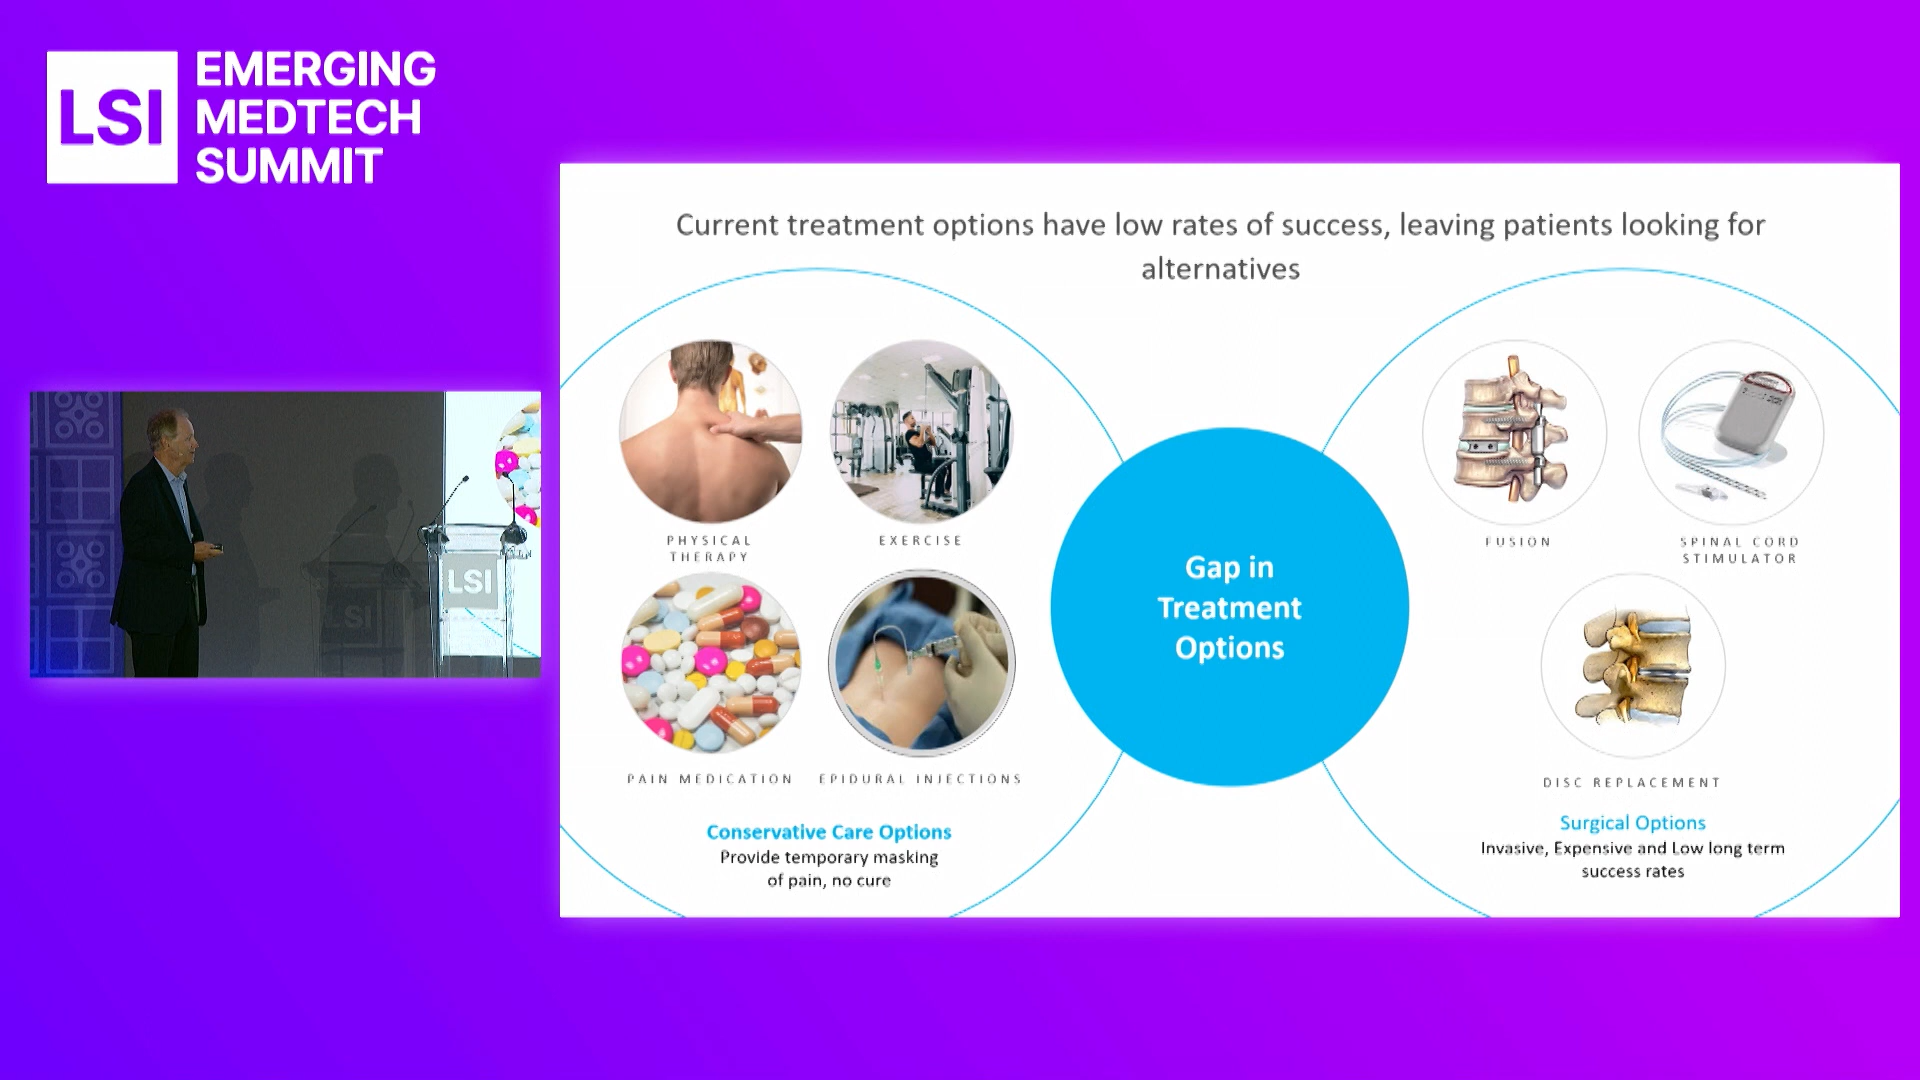 LSI
EMERGING
MEDTECH
SUMMIT
Current treatment options have low rates of success, leaving patients looking for
alternatives
PHYSICAL
THERAPY
EXERCISE
PAIN MEDICATION
EPIDURAL INJECTIONS
Conservative Care Options
Provide temporary masking
of pain, no cure
Gap in
Treatment
Options
FUSION
SPINAL CORD
STIMULATOR
DISC REPLACEMENT
Surgical Options
Invasive, Expensive and Low long term
success rates
LSI
LSI